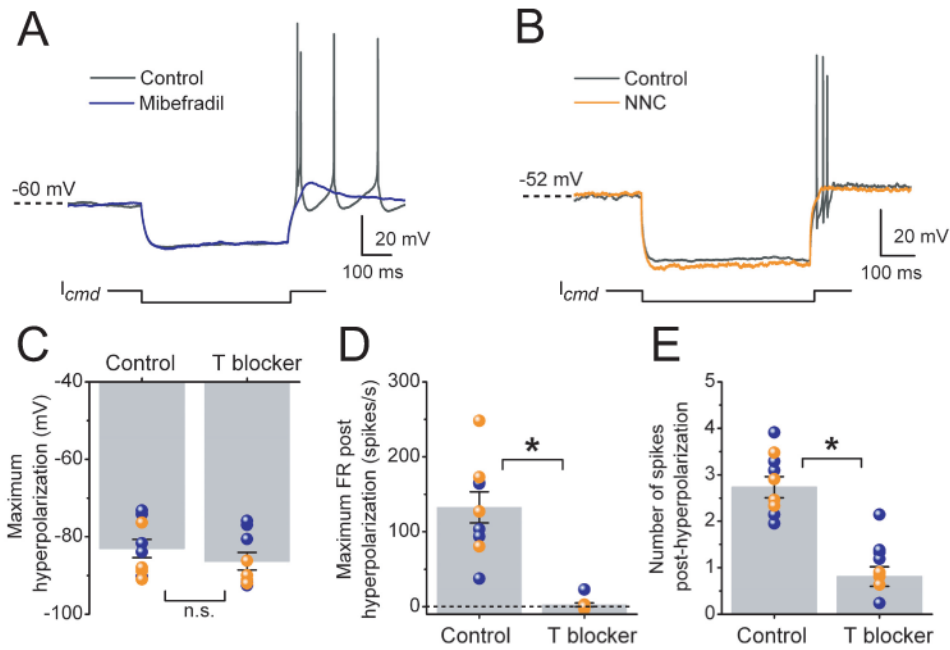 A
Control
Mibefradil
-60 mV
20 mV
100 ms
Icmd
B
Control
NNC
-52 mV
20 mV
100 ms
Icmd
C
Control
T blocker
Maximum
hyperpolarization (mV)
-40
-60
-80
-100
n.s.
D
Maximum FR post
hyperpolarization (spikes/s)
300
200
100
0
*
Control
T blocker
E
Number of spikes
post-hyperpolarization
5
4
3
2
1
0
*
Control
T blocker